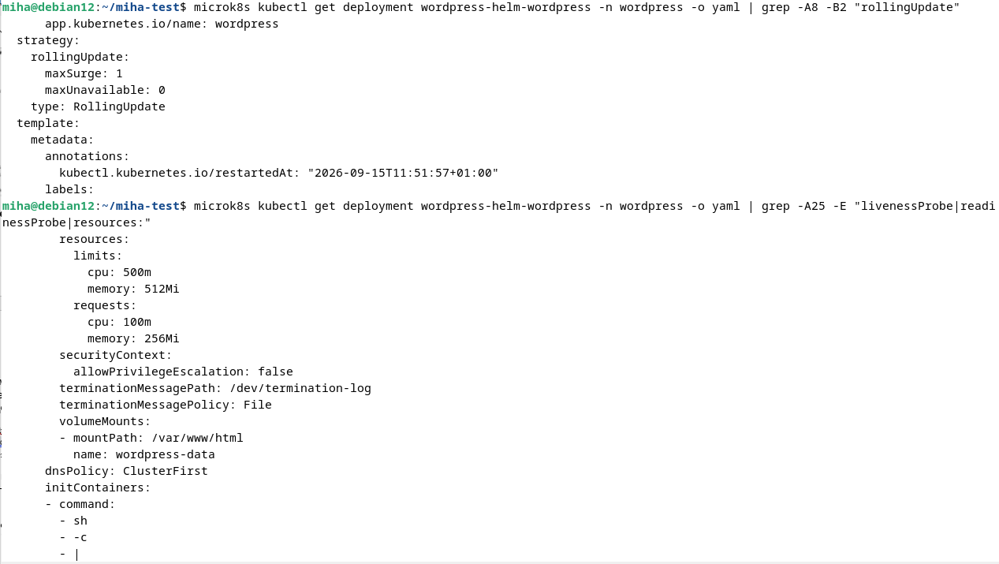 miha@debian12:~/miha-test$ microk8s kubectl get deployment wordpress-helm-wordpress -n wordpress -o yaml | grep -A8 -B2 "rollingUpdate"
      app.kubernetes.io/name: wordpress
  strategy:
    rollingUpdate:
      maxSurge: 1
      maxUnavailable: 0
    type: RollingUpdate
  template:
    metadata:
      annotations:
        kubectl.kubernetes.io/restartedAt: "2026-09-15T11:51:57+01:00"
      labels:
miha@debian12:~/miha-test$ microk8s kubectl get deployment wordpress-helm-wordpress -n wordpress -o yaml | grep -A25 -E "livenessProbe|readi
nessProbe|resources:"
        resources:
          limits:
            cpu: 500m
            memory: 512Mi
          requests:
            cpu: 100m
            memory: 256Mi
        securityContext:
          allowPrivilegeEscalation: false
        terminationMessagePath: /dev/termination-log
        terminationMessagePolicy: File
        volumeMounts:
        - mountPath: /var/www/html
          name: wordpress-data
      dnsPolicy: ClusterFirst
      initContainers:
      - command:
        - sh
        - -c
        - |